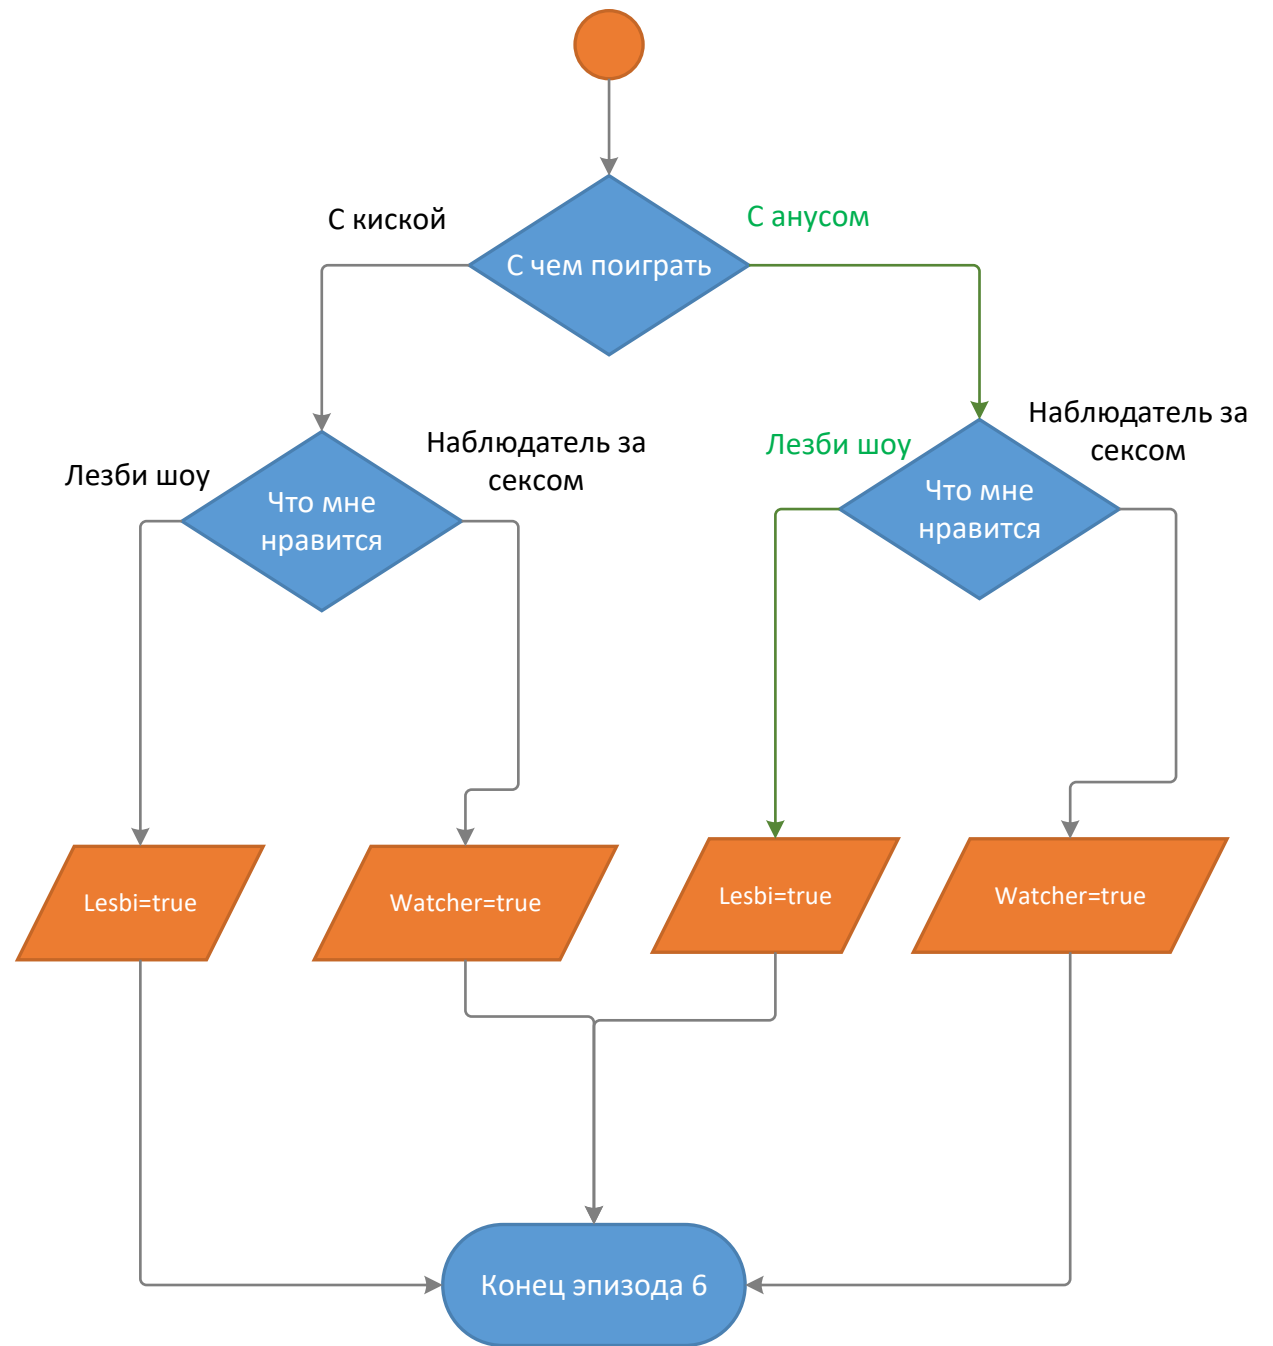 С киской
С анусом
С чем поиграть
Лезби шоу
Наблюдатель за
сексом
Что мне
нравится
Лезби шоу
Наблюдатель за
сексом
Что мне
нравится
Lesbi=true
Watcher=true
Lesbi=true
Watcher=true
Конец эпизода 6